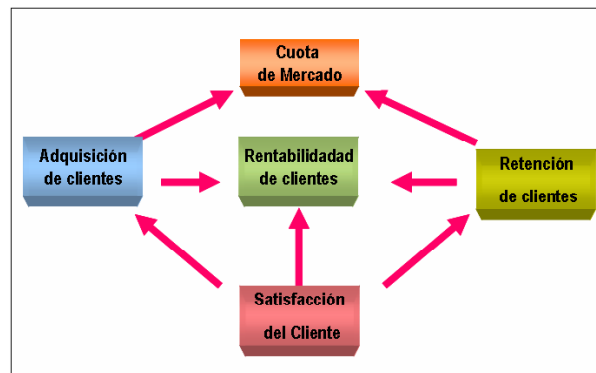 Cuota
de Mercado
Adquisición
de clientes
Rentabilidadad
de clientes
Retención
de clientes
Satisfacción
del Cliente